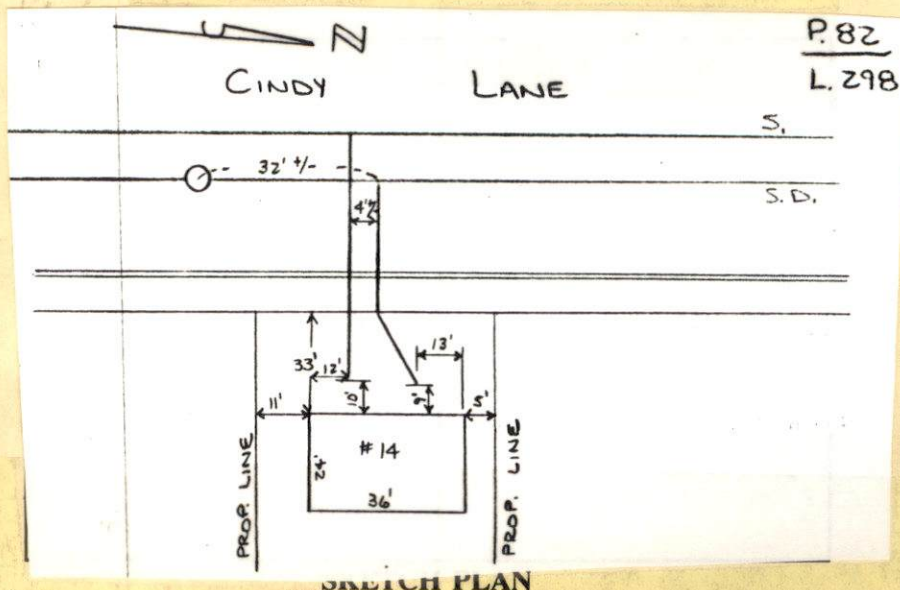 N
P. 82
L. 298
CINDY LANE
S.
32' +/-
S.D.
4'
13'
33'
12'
10'
9'
11'
5'
# 14
24'
36'
PROP. LINE
PROP. LINE
SKETCH PLAN